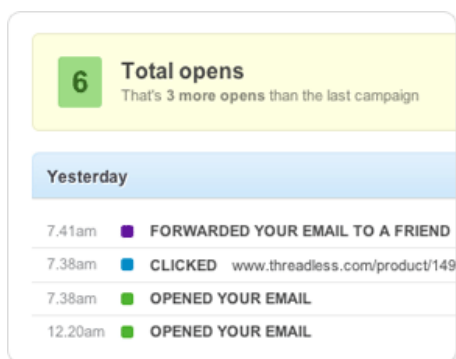 6
Total opens
That's 3 more opens than the last campaign
Yesterday
7.41am FORWARDED YOUR EMAIL TO A FRIEND
7.38am CLICKED www.threadless.com/product/149
7.38am OPENED YOUR EMAIL
12.20am OPENED YOUR EMAIL